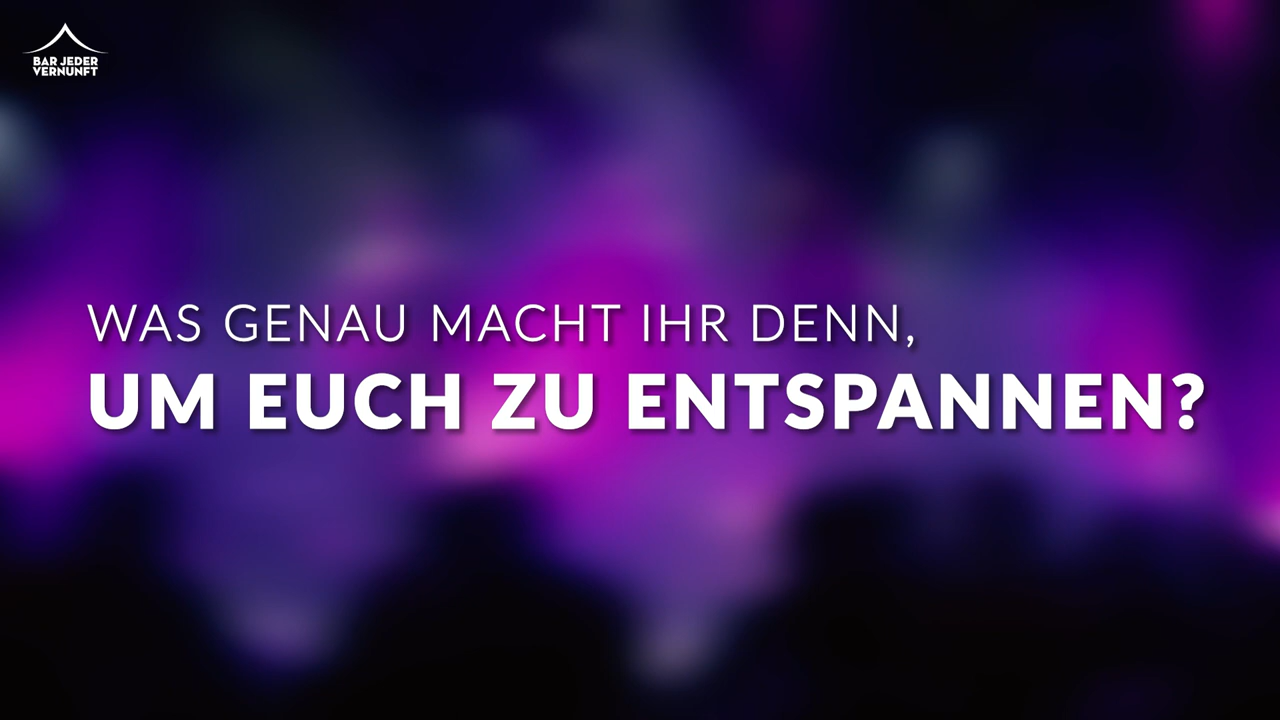 BAR JEDER
VERNUNFT
WAS GENAU MACHT IHR DENN,
UM EUCH ZU ENTSPANNEN?